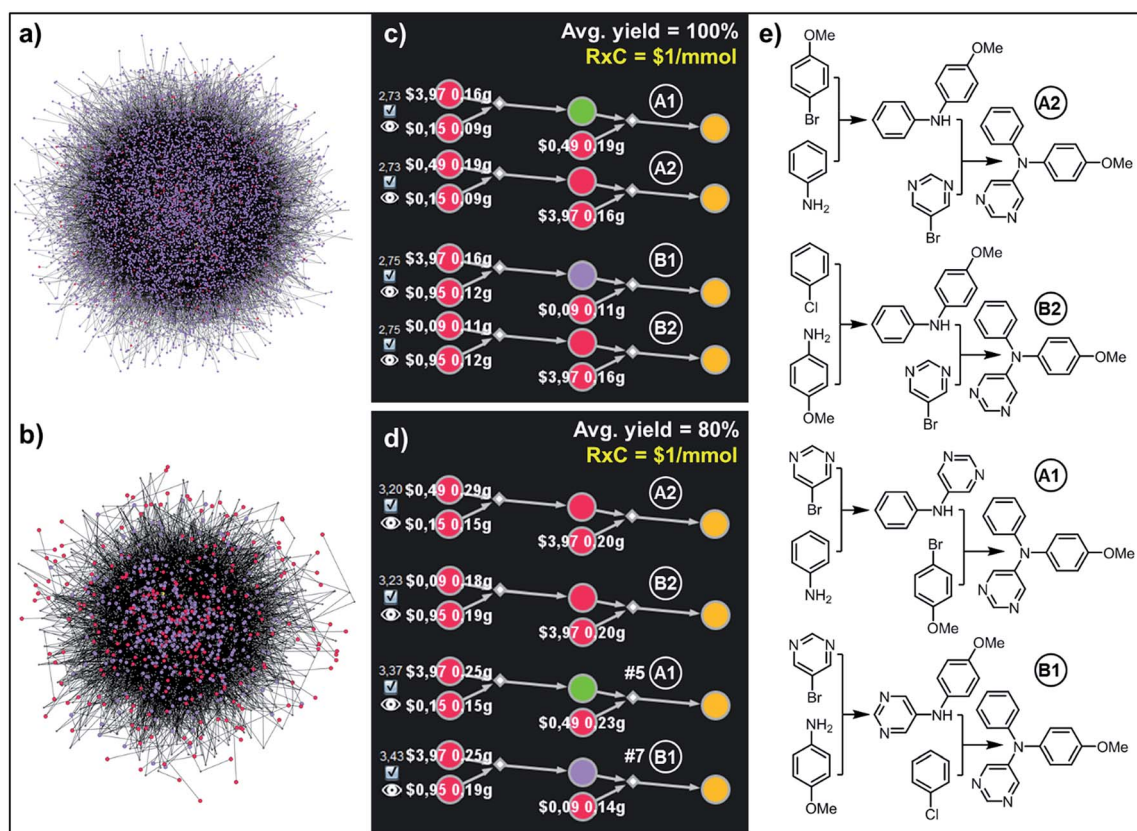 a)
b)
c)
Avg. yield = 100%
RxC = $1/mmol
2,73
$3,97 0,16g
$0,15 0,09g
$0,49 0,19g
A1
2,73
$0,49 0,19g
$0,15 0,09g
$3,97 0,16g
A2
2,75
$3,97 0,16g
$0,95 0,12g
$0,09 0,11g
B1
2,75
$0,09 0,11g
$0,95 0,12g
$3,97 0,16g
B2
d)
Avg. yield = 80%
RxC = $1/mmol
3,20
$0,49 0,29g
$0,15 0,15g
$3,97 0,20g
A2
3,23
$0,09 0,18g
$0,95 0,19g
$3,97 0,20g
B2
3,37
$3,97 0,25g
$0,15 0,15g
$0,49 0,23g
#5 A1
3,43
$3,97 0,25g
$0,95 0,19g
$0,09 0,14g
#7 B1
e)
OMe
Br
NH2
OMe
NH
N N
Br
A2
N
OMe
N N
Cl
NH2
OMe
OMe
NH
N N
Br
B2
N
OMe
N N
N N
Br
NH2
N N
NH
Br
OMe
A1
N
OMe
N N
N N
Br
NH2
OMe
OMe
N N
NH
Cl
B1
N
OMe
N N